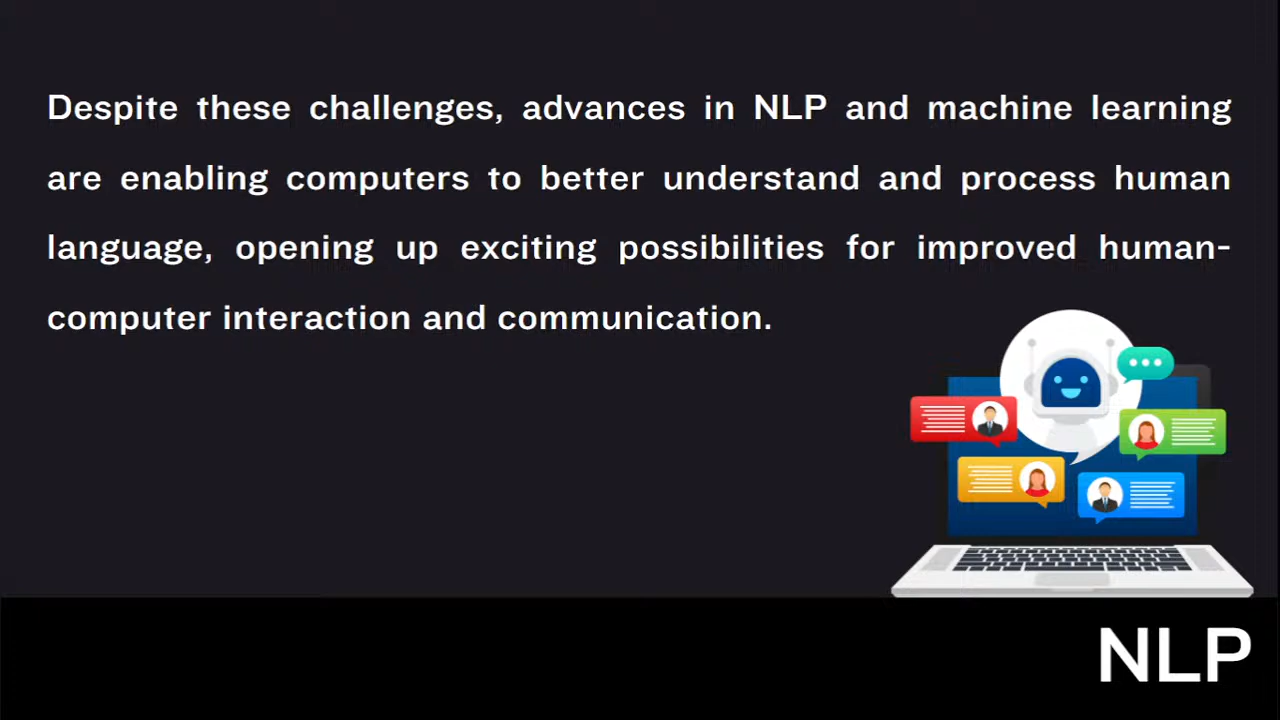 Despite these challenges, advances in NLP and machine learning
are enabling computers to better understand and process human
language, opening up exciting possibilities for improved human-
computer interaction and communication.
NLP